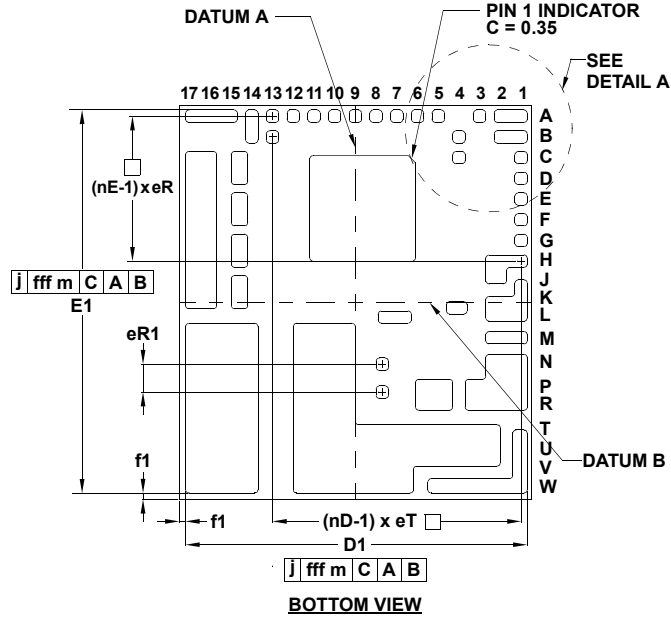 DATUM A
PIN 1 INDICATOR
C = 0.35
SEE
DETAIL A
17 16 15 14 13 12 11 10 9 8 7 6 5 4 3 2 1
A
B
C
D
E
F
G
H
J
K
L
M
N
P
R
T
U
V
W
(nE-1) x eR
j fff m C A B
E1
eR1
f1
DATUM B
f1
(nD-1) x eT
D1
j fff m C A B
BOTTOM VIEW